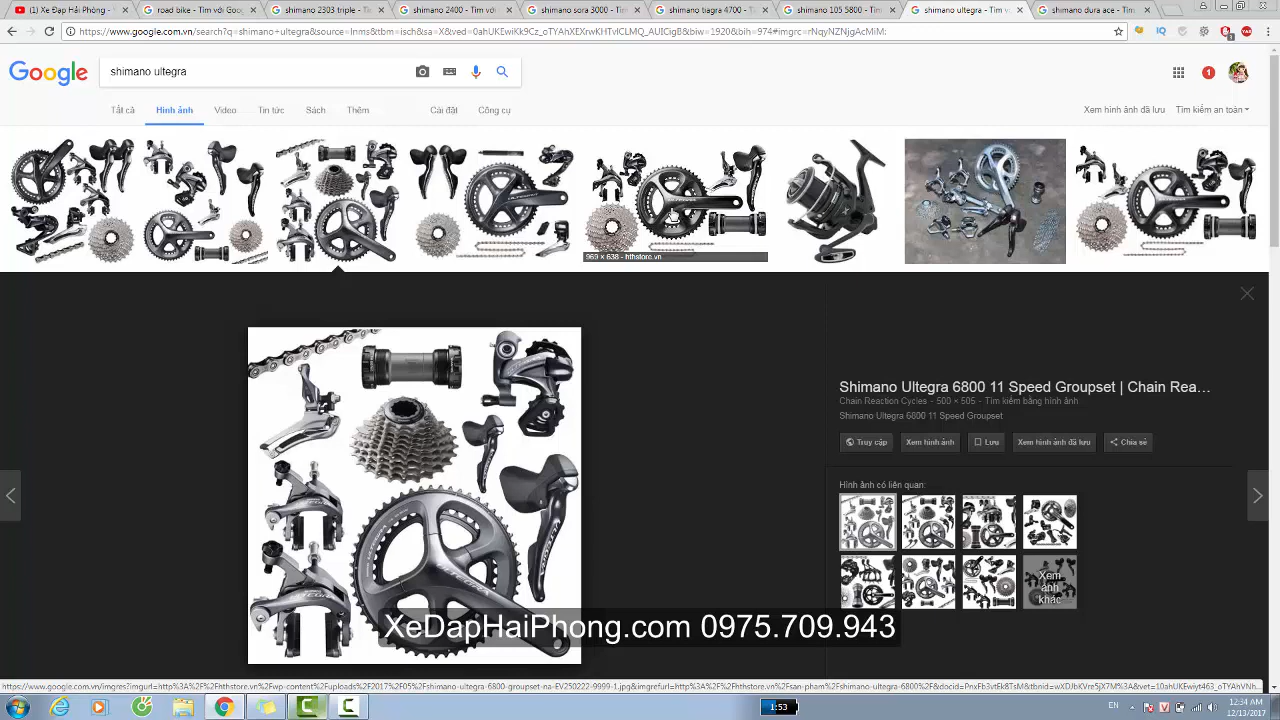 (1) Xe Đạp Hải Phòng -
road bike - Tìm với Goog
shimano 2303 triple - T
shimano 2400 - Tìm với
shimano sora 3000 - Tì
shimano tiagra 4700 - T
shimano 105 5800 - Tìm
shimano ultegra - Tìm v
shimano dura ace - Tìm
Google
shimano ultegra
1
Tất cả
Hình ảnh
Video
Tin tức
Sách
Thêm
Cài đặt
Công cụ
Xem hình ảnh đã lưu
Tìm kiếm an toàn
969 × 638 - hthstore.vn
Shimano Ultegra 6800 11 Speed Groupset | Chain Rea...
Chain Reaction Cycles - 500 × 505 - Tìm kiếm bằng hình ảnh
Shimano Ultegra 6800 11 Speed Groupset
Truy cập
Xem hình ảnh
Lưu
Xem hình ảnh đã lưu
Chia sẻ
Hình ảnh có liên quan:
Xem
ảnh
khác
ULTEGRA
XeDapHaiPhong.com 0975.709.943
1:53
EN
12:34 AM
12/13/2017